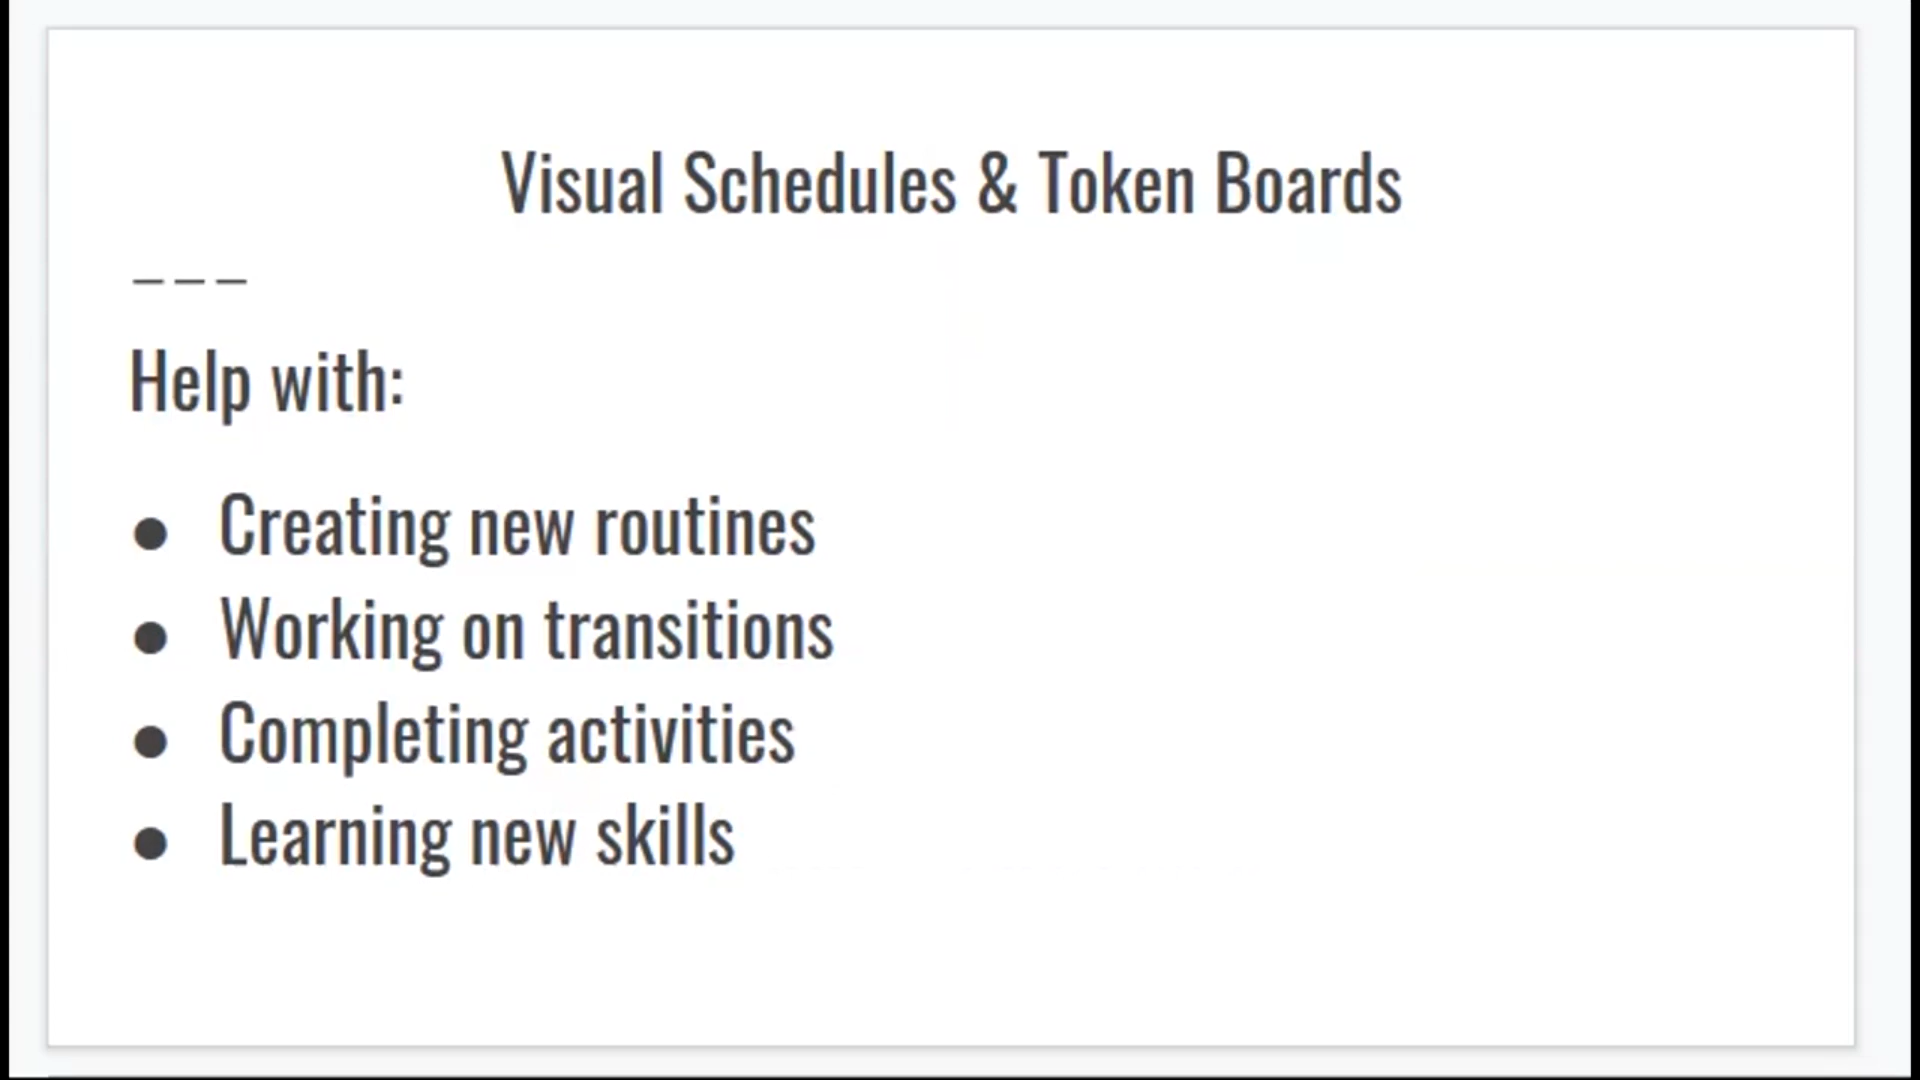 Visual Schedules & Token Boards
Help with:
● Creating new routines
● Working on transitions
● Completing activities
● Learning new skills